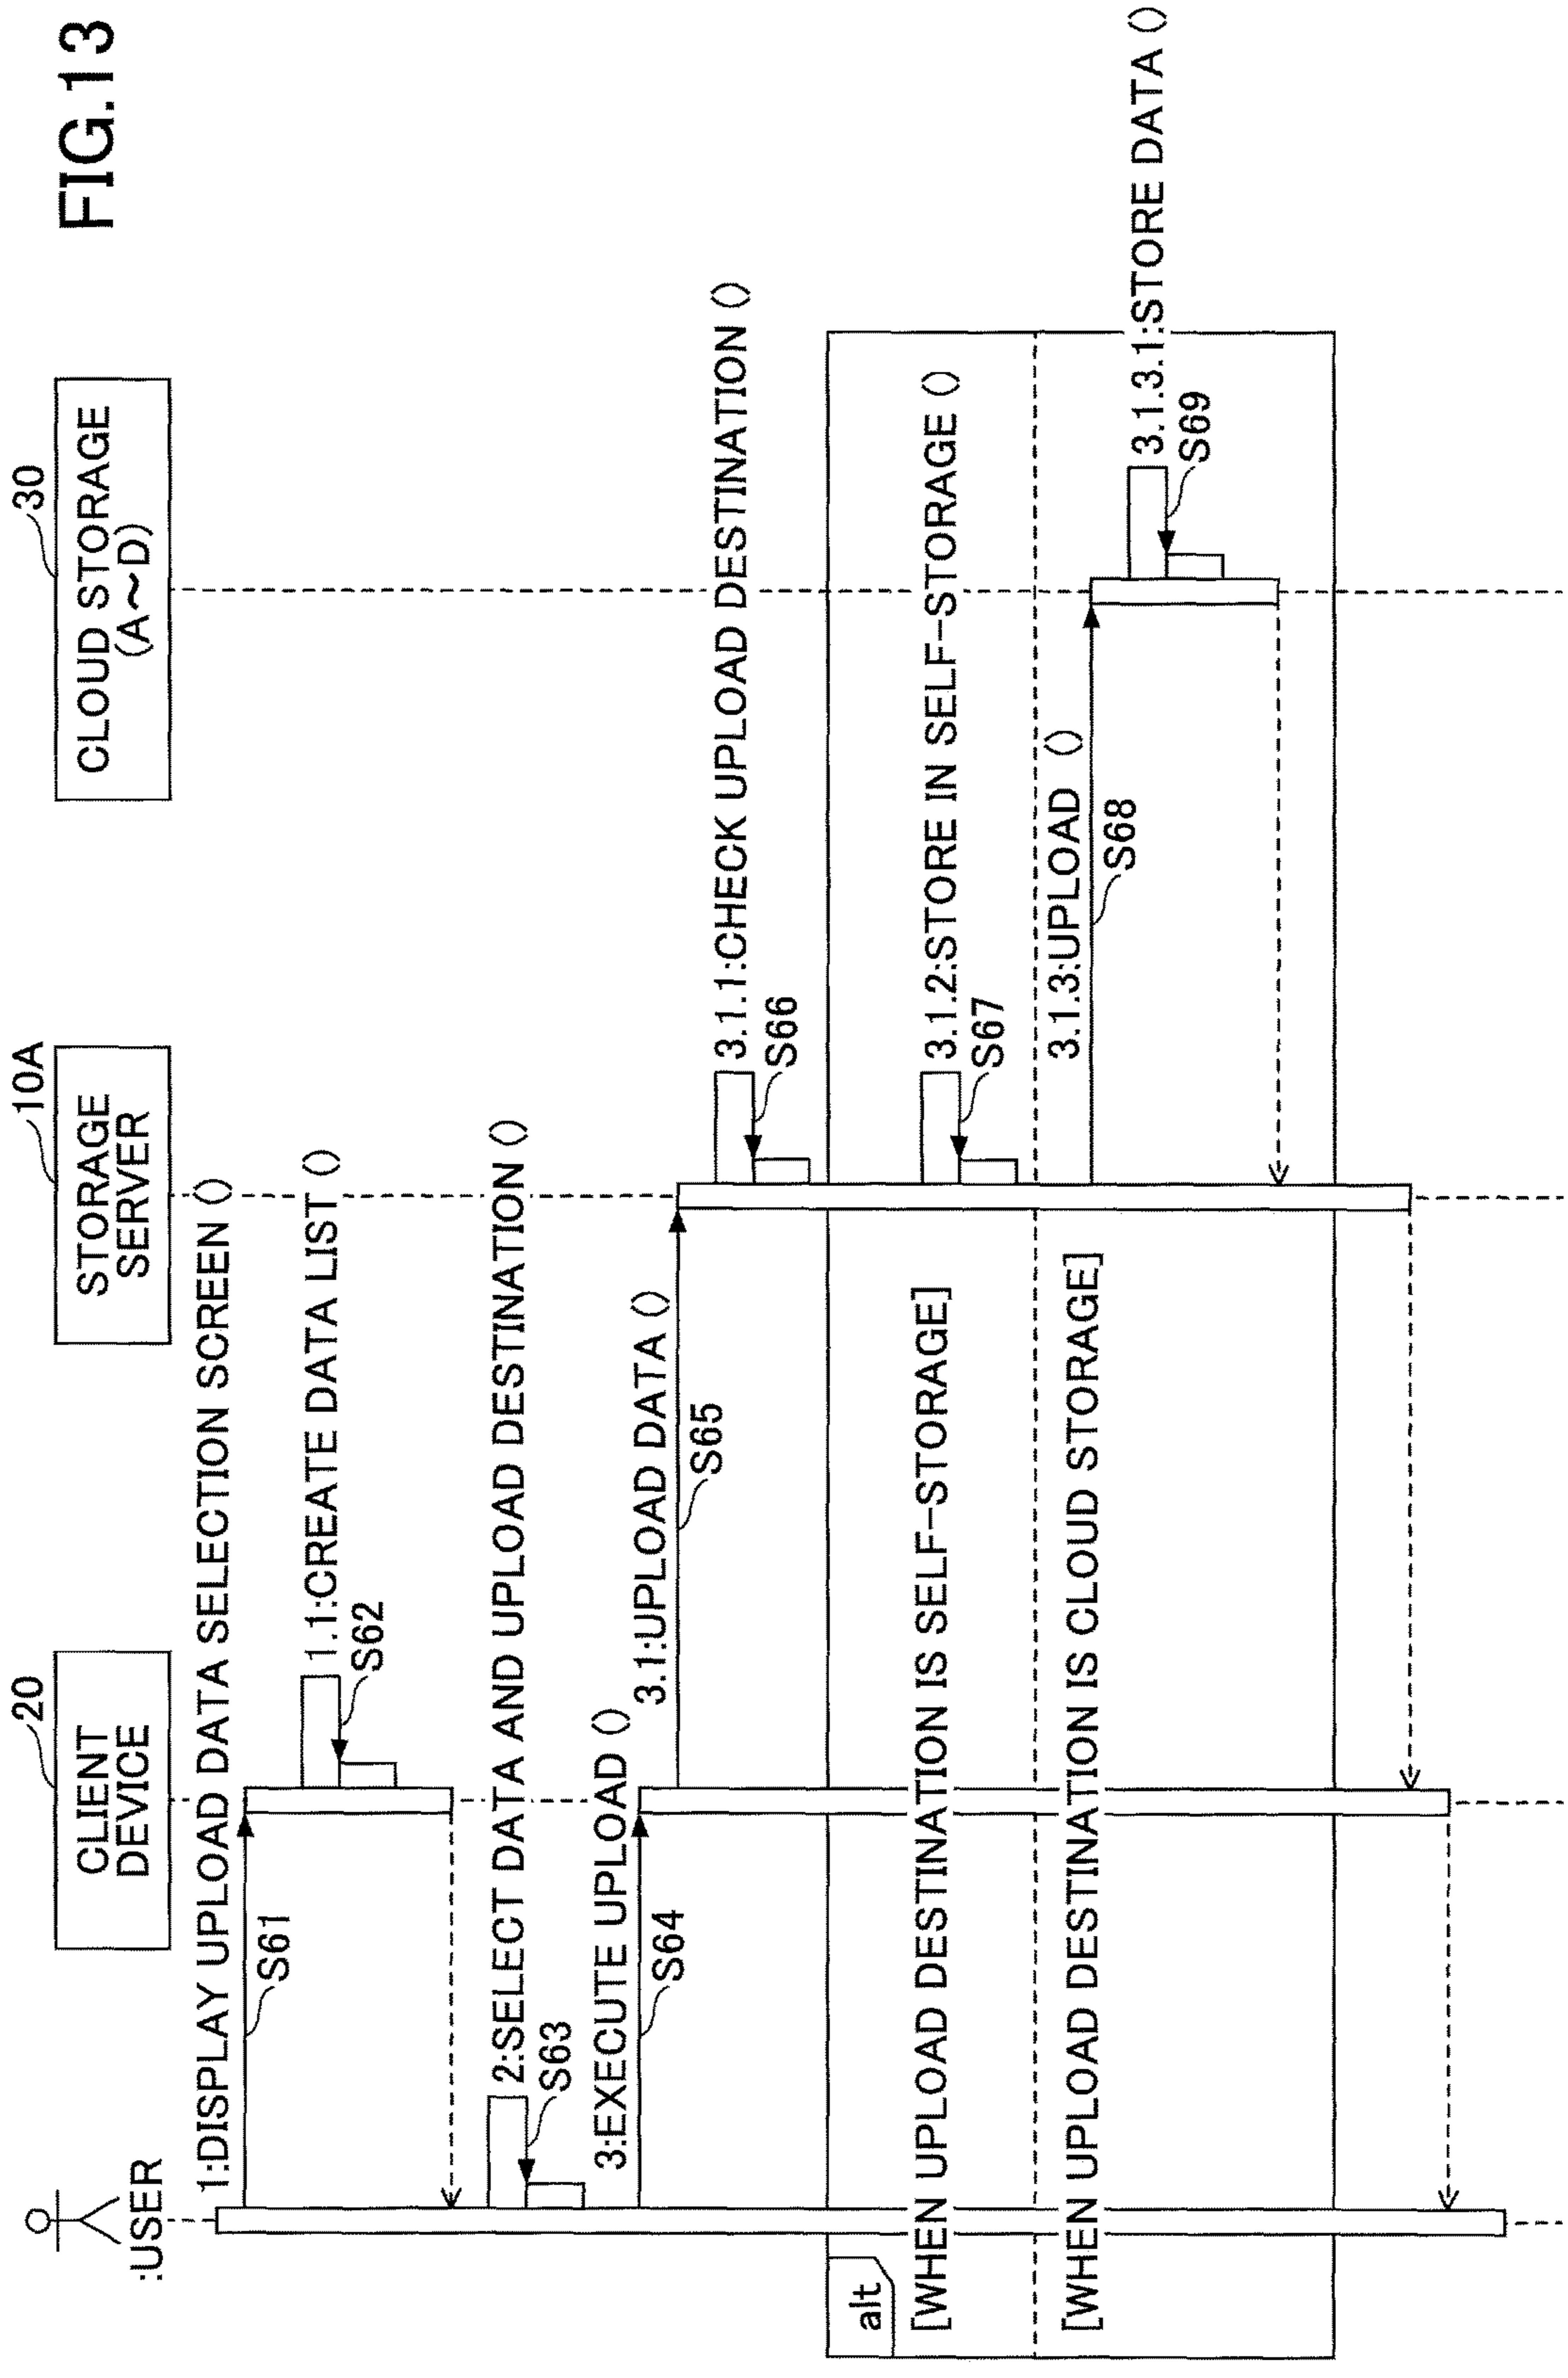 FIG.13
:USER
20
CLIENT
DEVICE
10A
STORAGE
SERVER
30
CLOUD STORAGE
(A~D)
1:DISPLAY UPLOAD DATA SELECTION SCREEN ()
S61
1.1:CREATE DATA LIST ()
S62
2:SELECT DATA AND UPLOAD DESTINATION ()
S63
3:EXECUTE UPLOAD ()
S64
3.1:UPLOAD DATA ()
S65
3.1.1:CHECK UPLOAD DESTINATION ()
S66
alt
[WHEN UPLOAD DESTINATION IS SELF-STORAGE]
3.1.2:STORE IN SELF-STORAGE ()
S67
[WHEN UPLOAD DESTINATION IS CLOUD STORAGE]
3.1.3:UPLOAD ()
S68
3.1.3.1:STORE DATA ()
S69